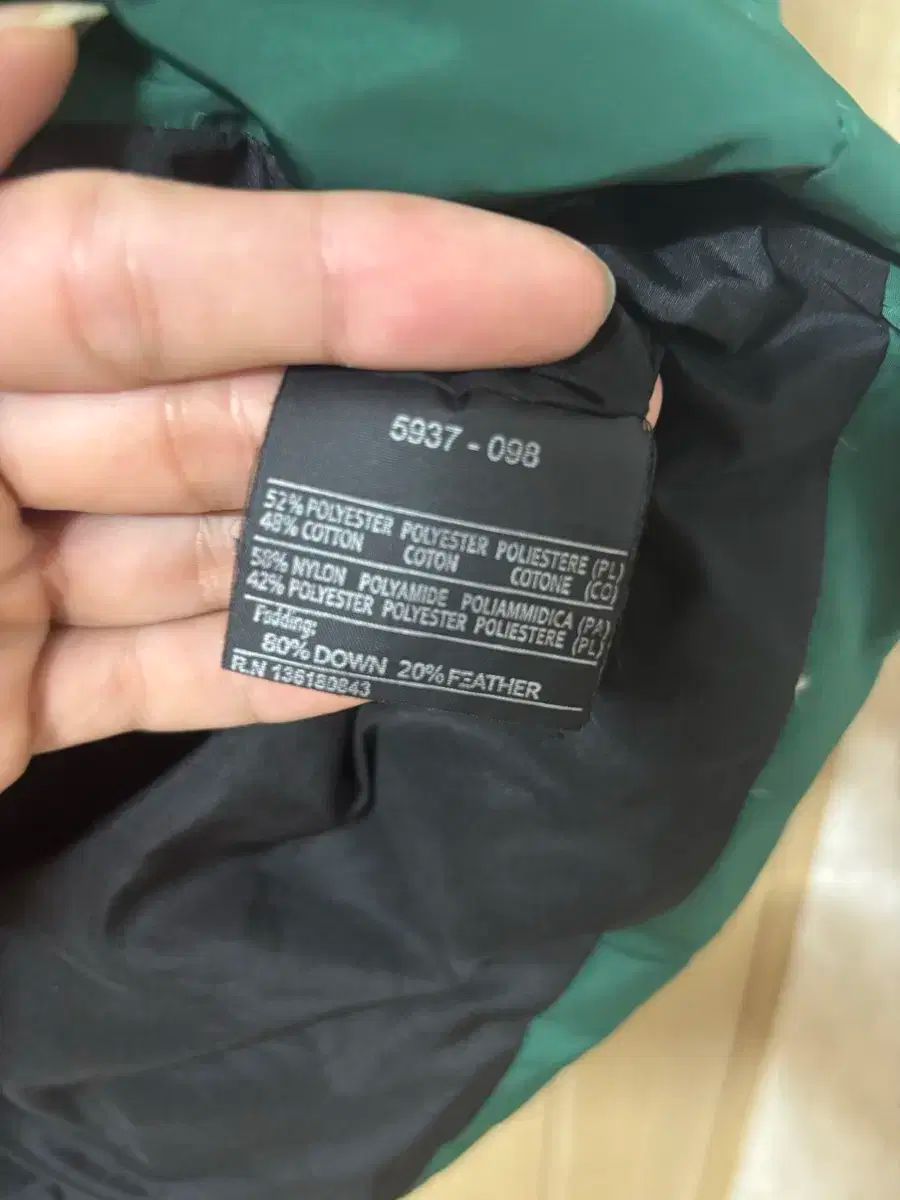 5937 - 098
52% POLYESTER POLYESTER POLIESTERE (PL)
48% COTTON COTON COTONE (CO)
58% NYLON POLYAMIDE POLIAMMIDICA (PA)
42% POLYESTER POLYESTER POLIESTERE (PL)
Padding:
80% DOWN 20% FEATHER
R.N 136180843